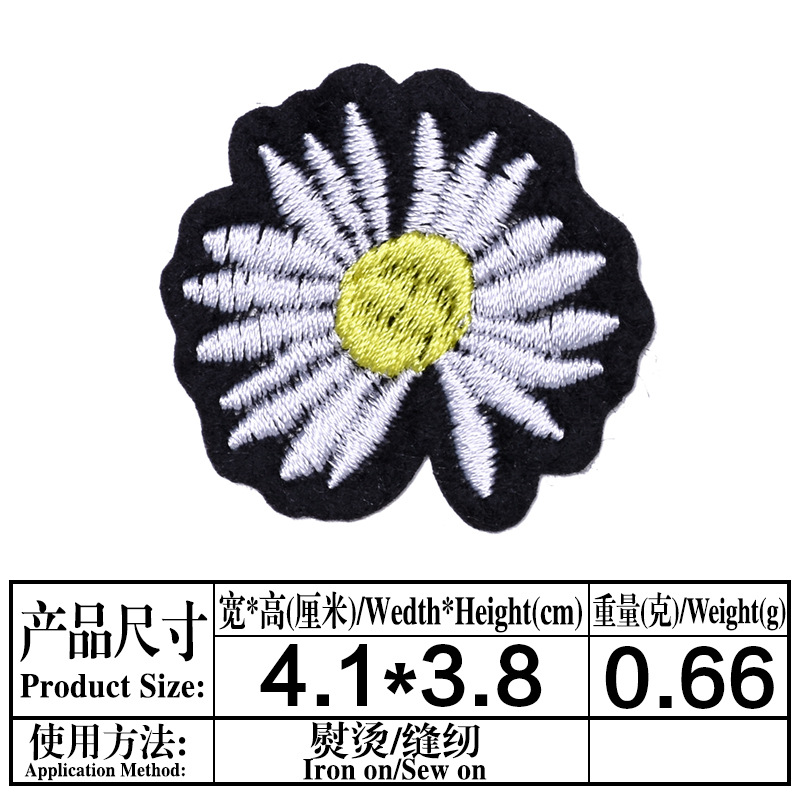 产品尺寸
Product Size:
宽*高(厘米)/Wedth*Height(cm)
重量(克)/Weight(g)
4.1*3.8
0.66
使用方法:
Application Method:
熨烫/缝纫
Iron on/Sew on